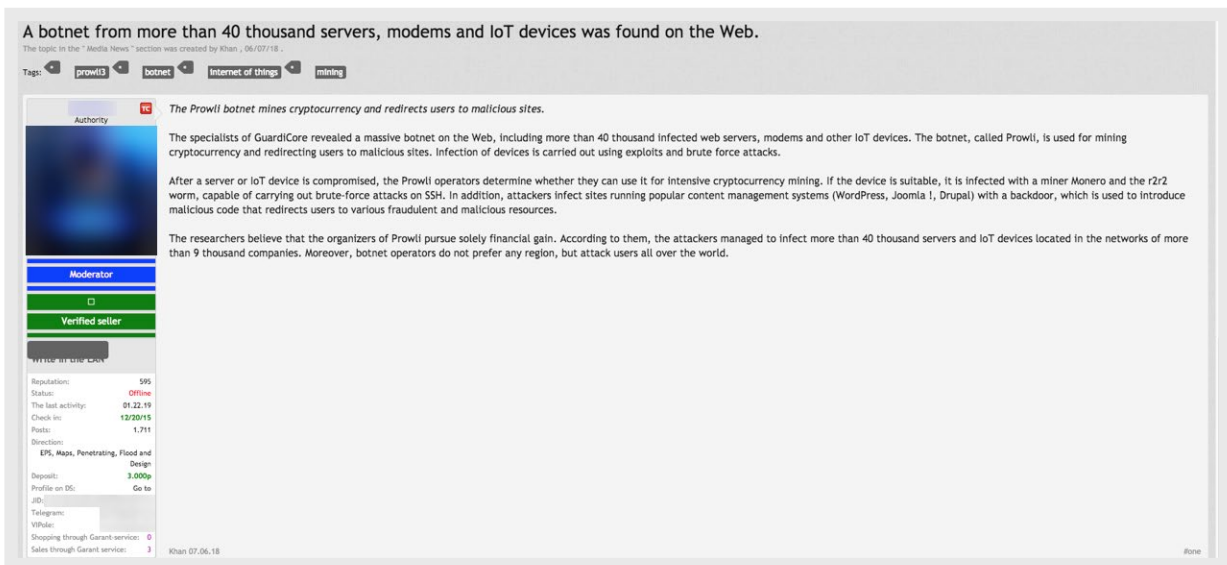 A botnet from more than 40 thousand servers, modems and IoT devices was found on the Web.
The topic in the " Media News " section was created by Khan , 06/07/18 .
Tags: prowli3 botnet internet of things mining
TC
Authority
The Prowli botnet mines cryptocurrency and redirects users to malicious sites.
The specialists of GuardiCore revealed a massive botnet on the Web, including more than 40 thousand infected web servers, modems and other IoT devices. The botnet, called Prowli, is used for mining
cryptocurrency and redirecting users to malicious sites. Infection of devices is carried out using exploits and brute force attacks.
After a server or IoT device is compromised, the Prowli operators determine whether they can use it for intensive cryptocurrency mining. If the device is suitable, it is infected with a miner Monero and the r2r2
worm, capable of carrying out brute-force attacks on SSH. In addition, attackers infect sites running popular content management systems (WordPress, Joomla !, Drupal) with a backdoor, which is used to introduce
malicious code that redirects users to various fraudulent and malicious resources.
The researchers believe that the organizers of Prowli pursue solely financial gain. According to them, the attackers managed to infect more than 40 thousand servers and IoT devices located in the networks of more
than 9 thousand companies. Moreover, botnet operators do not prefer any region, but attack users all over the world.
Moderator
Verified seller
Write in the LAN
Reputation: 595
Status: Offline
The last activity: 01.22.19
Check in: 12/20/15
Posts: 1.711
Direction:
EPS, Maps, Penetrating, Flood and
Design
Deposit: 3.000p
Profile on DS: Go to
JID:
Telegram:
VIPole:
Shopping through Garant-service: 0
Sales through Garant service: 3
Khan 07.06.18
#one